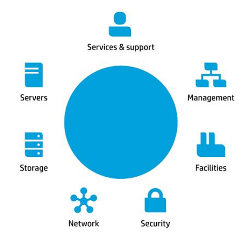 Services & support
Servers
Management
Storage
Facilities
Network
Security